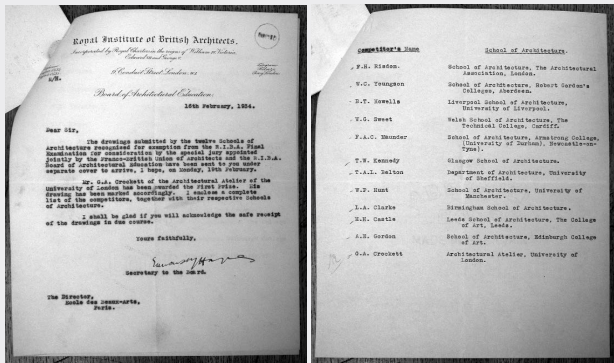 Royal Institute of British Architects.
Incorporated by Royal Charters in the reigns of William IV, Victoria,
Edward VII and George V.
9, Conduit Street, London, W.1
Board of Architectural Education
16th February, 1934.
Dear Sir,
The drawings submitted by the twelve Schools of
Architecture recognised for exemption from the R.I.B.A. Final
Examination for consideration by the special jury appointed
jointly by the Franco-British Union of Architects and the R.I.B.A.
Board of Architectural Education have been sent to you under
separate cover to arrive, I hope, on Monday, 19th February.
Mr. G.A. Crockett of the Architectural Atelier of the
University of London has been awarded the First Prize. His
drawing has been marked accordingly. I enclose a complete
list of the competitors, together with their respective Schools
of Architecture.
I shall be glad if you will acknowledge the safe receipt
of the drawings in due course.
Yours faithfully,
Secretary to the Board.
The Director,
Ecole des Beaux-Arts,
Paris.
Competitor's Name
School of Architecture.
F.H. Risdon.
School of Architecture, The Architectural
Association, London.
W.C. Youngson
School of Architecture, Robert Gordon's
Colleges, Aberdeen.
D.T. Howells
Liverpool School of Architecture,
University of Liverpool.
W.G. Sweet
Welsh School of Architecture, The
Technical College, Cardiff.
F.A.C. Maunder
School of Architecture, Armstrong College,
(University of Durham), Newcastle-on-
Tyne).
T.W. Kennedy
Glasgow School of Architecture.
T.A.L. Belton
Department of Architecture, University
of Sheffield.
W.P. Hunt
School of Architecture, University of
Manchester.
L.A. Clarke
Birmingham School of Architecture.
H.H. Castle
Leeds School of Architecture, The College
of Art, Leeds.
A.H. Gordon
School of Architecture, Edinburgh College
of Art.
G.A. Crockett
Architectural Atelier, University of
London.